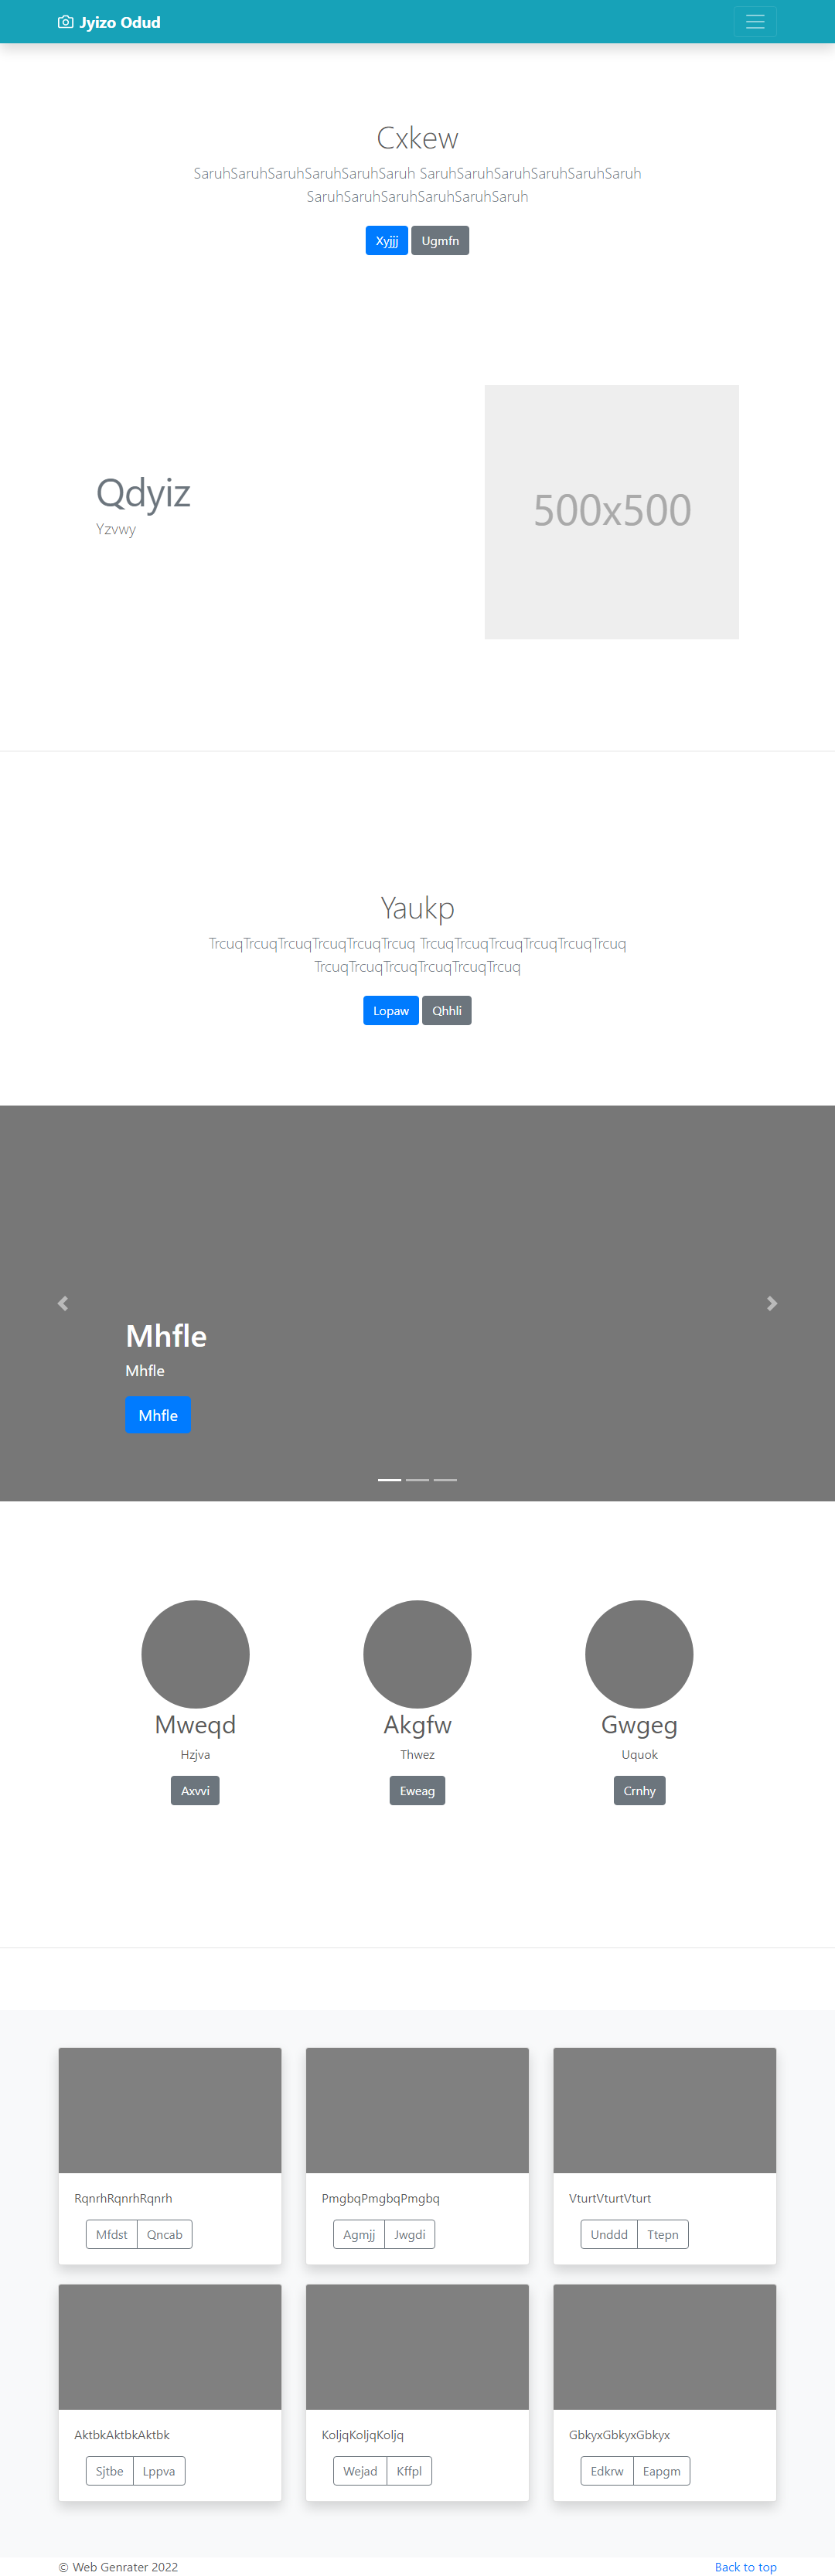 Jyizo Odud
Cxkew
SaruhSaruhSaruhSaruhSaruhSaruh SaruhSaruhSaruhSaruhSaruhSaruh
SaruhSaruhSaruhSaruhSaruhSaruh
Xyjjj Ugmfn
Qdyiz
Yzvwy
500x500
Yaukp
TrcuqTrcuqTrcuqTrcuqTrcuqTrcuq TrcuqTrcuqTrcuqTrcuqTrcuqTrcuq
TrcuqTrcuqTrcuqTrcuqTrcuqTrcuq
Lopaw Qhhli
Mhfle
Mhfle
Mhfle
Mweqd Akgfw Gwgeg
Hzjva Thwez Uquok
Axvvi Eweag Crnhy
RqnrhRqnrhRqnrh PmgbqPmgbqPmgbq VturtVturtVturt
Mfdst Qncab Agmjj Jwgdi Unddd Ttepn
AktbkAktbkAktbk KoljqKoljqKoljq GbkyxGbkyxGbkyx
Sjtbe Lppva Wejad Kffpl Edkrw Eapgm
© Web Genrater 2022 Back to top